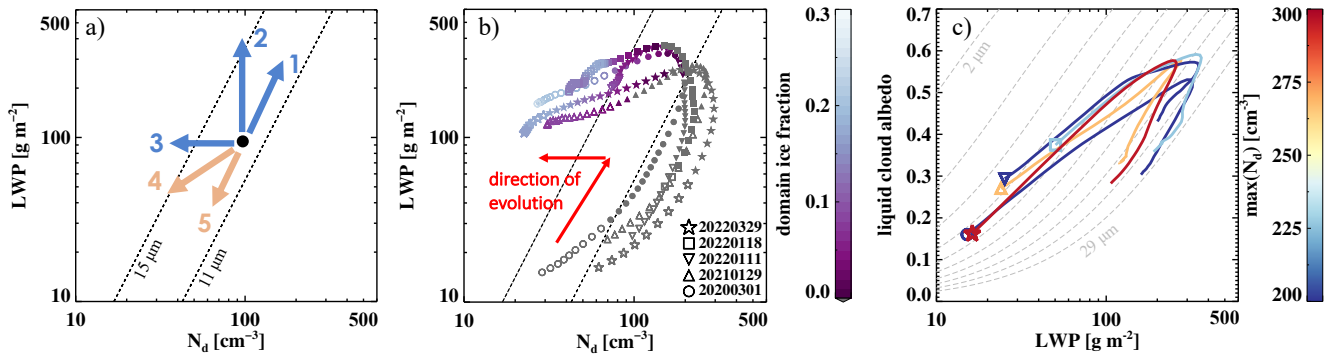 a)
500
100
10
LWP [g m⁻²]
2
1
3
4
5
15 μm
11 μm
10
100
500
N_d [cm⁻³]
b)
500
100
10
LWP [g m⁻²]
direction of
evolution
20220329
20220118
20220111
20210129
20200301
10
100
500
N_d [cm⁻³]
0.3
0.2
0.1
0.0
domain ice fraction
c)
0.7
0.6
0.5
0.4
0.3
0.2
0.1
0.0
liquid cloud albedo
2 μm
29 μm
10
100
500
LWP [g m⁻²]
300
275
250
225
200
max(N_d) [cm⁻³]